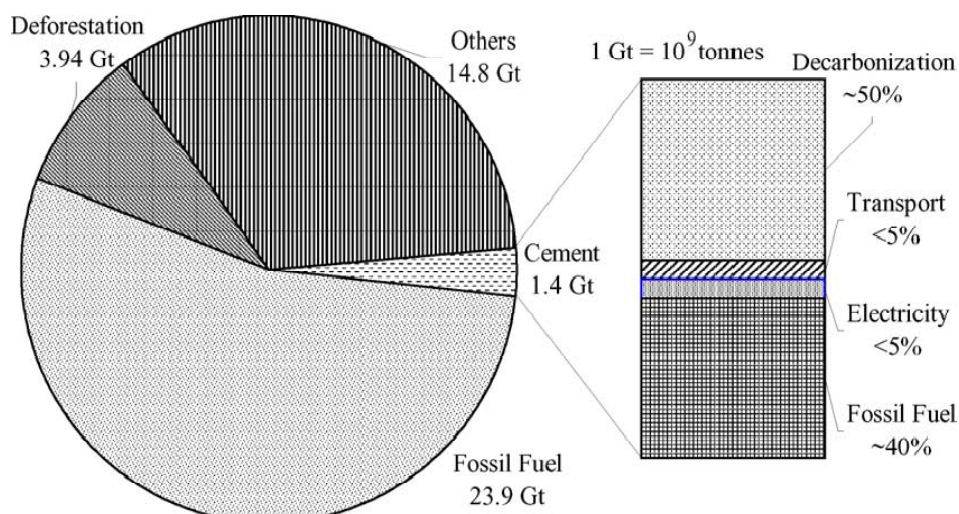 Deforestation
3.94 Gt
Others
14.8 Gt
Cement
1.4 Gt
Fossil Fuel
23.9 Gt
1 Gt = 10⁹ tonnes
Decarbonization
~50%
Transport
<5%
Electricity
<5%
Fossil Fuel
~40%